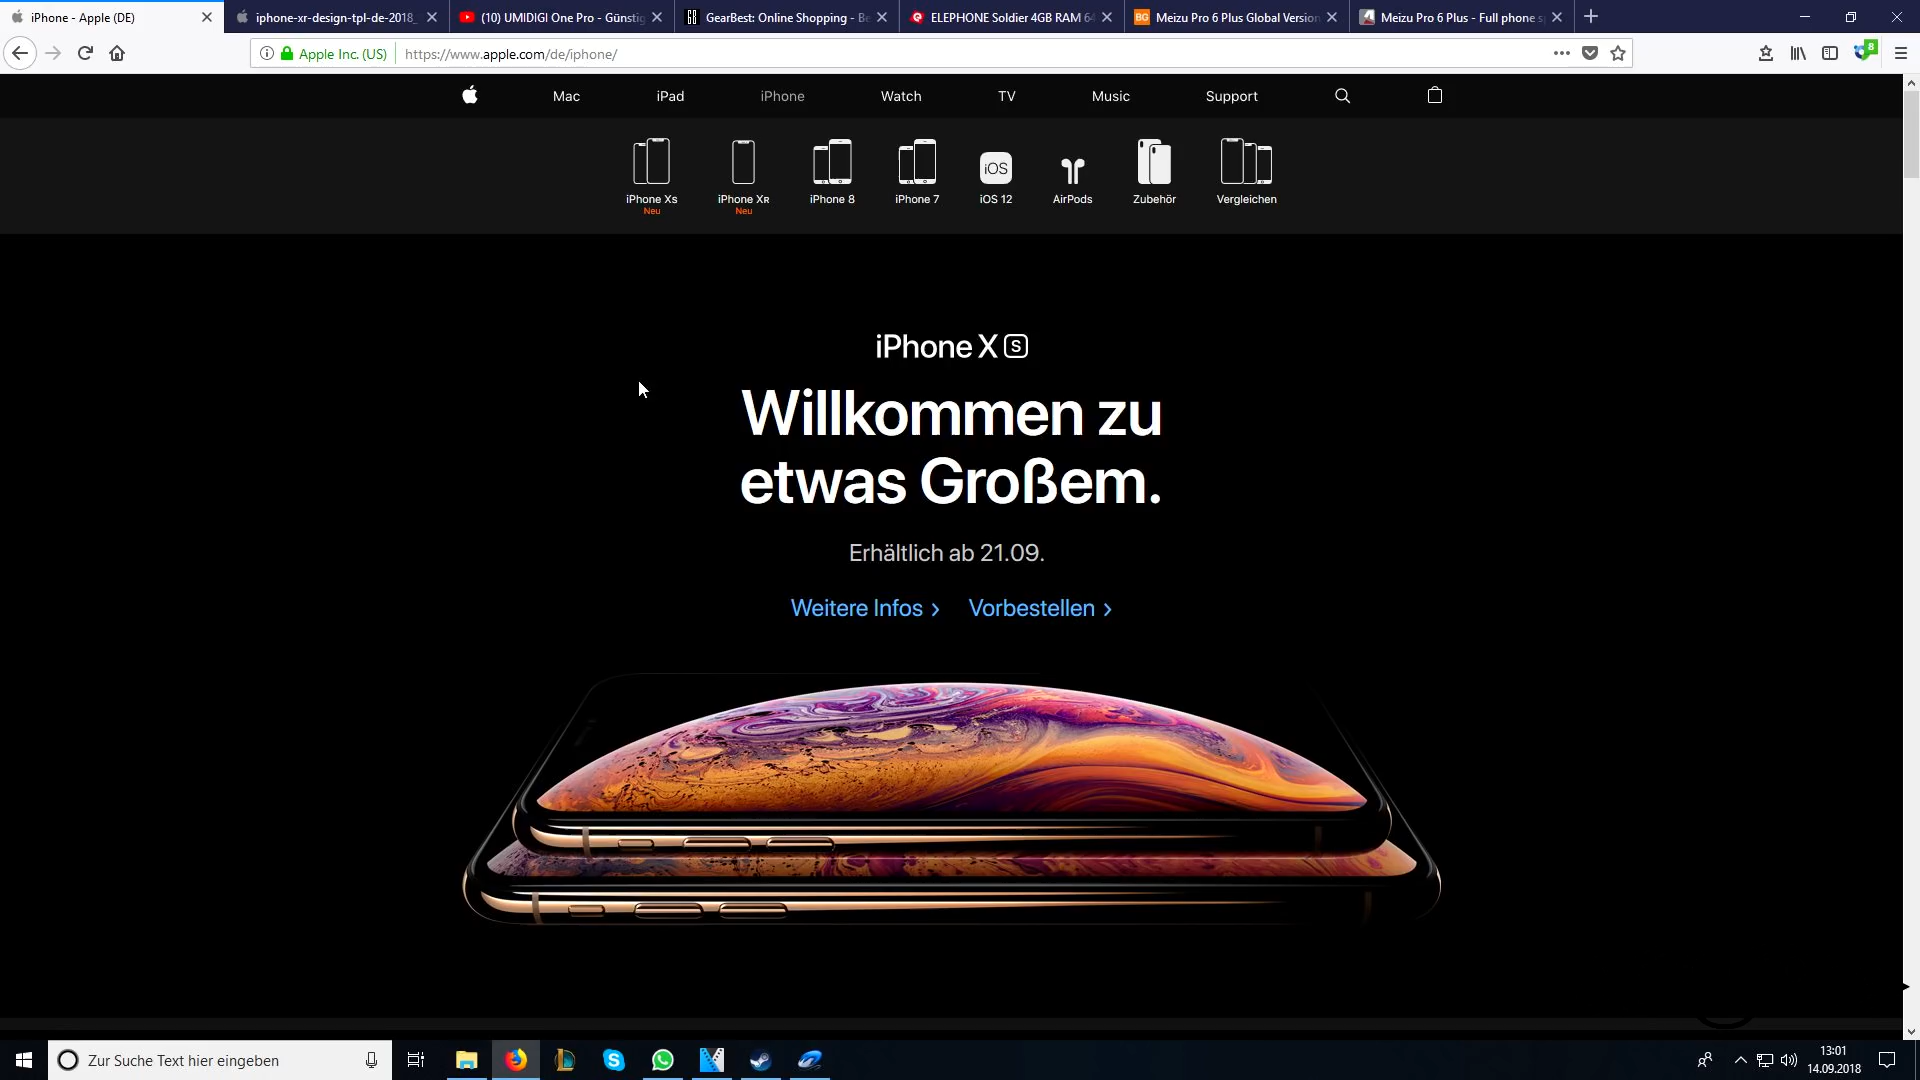 iPhone - Apple (DE)
iphone-xr-design-tpl-de-2018_
(10) UMIDIGI One Pro - Günstig
GearBest: Online Shopping - Be
ELEPHONE Soldier 4GB RAM 64
BG Meizu Pro 6 Plus Global Version
Meizu Pro 6 Plus - Full phone s
Apple Inc. (US) https://www.apple.com/de/iphone/
8
Mac iPad iPhone Watch TV Music Support
iOS
iPhone Xs iPhone XR iPhone 8 iPhone 7 iOS 12 AirPods Zubehör Vergleichen
Neu Neu
iPhone XS
Willkommen zu
etwas Großem.
Erhältlich ab 21.09.
Weitere Infos > Vorbestellen >
Zur Suche Text hier eingeben
13:01
14.09.2018